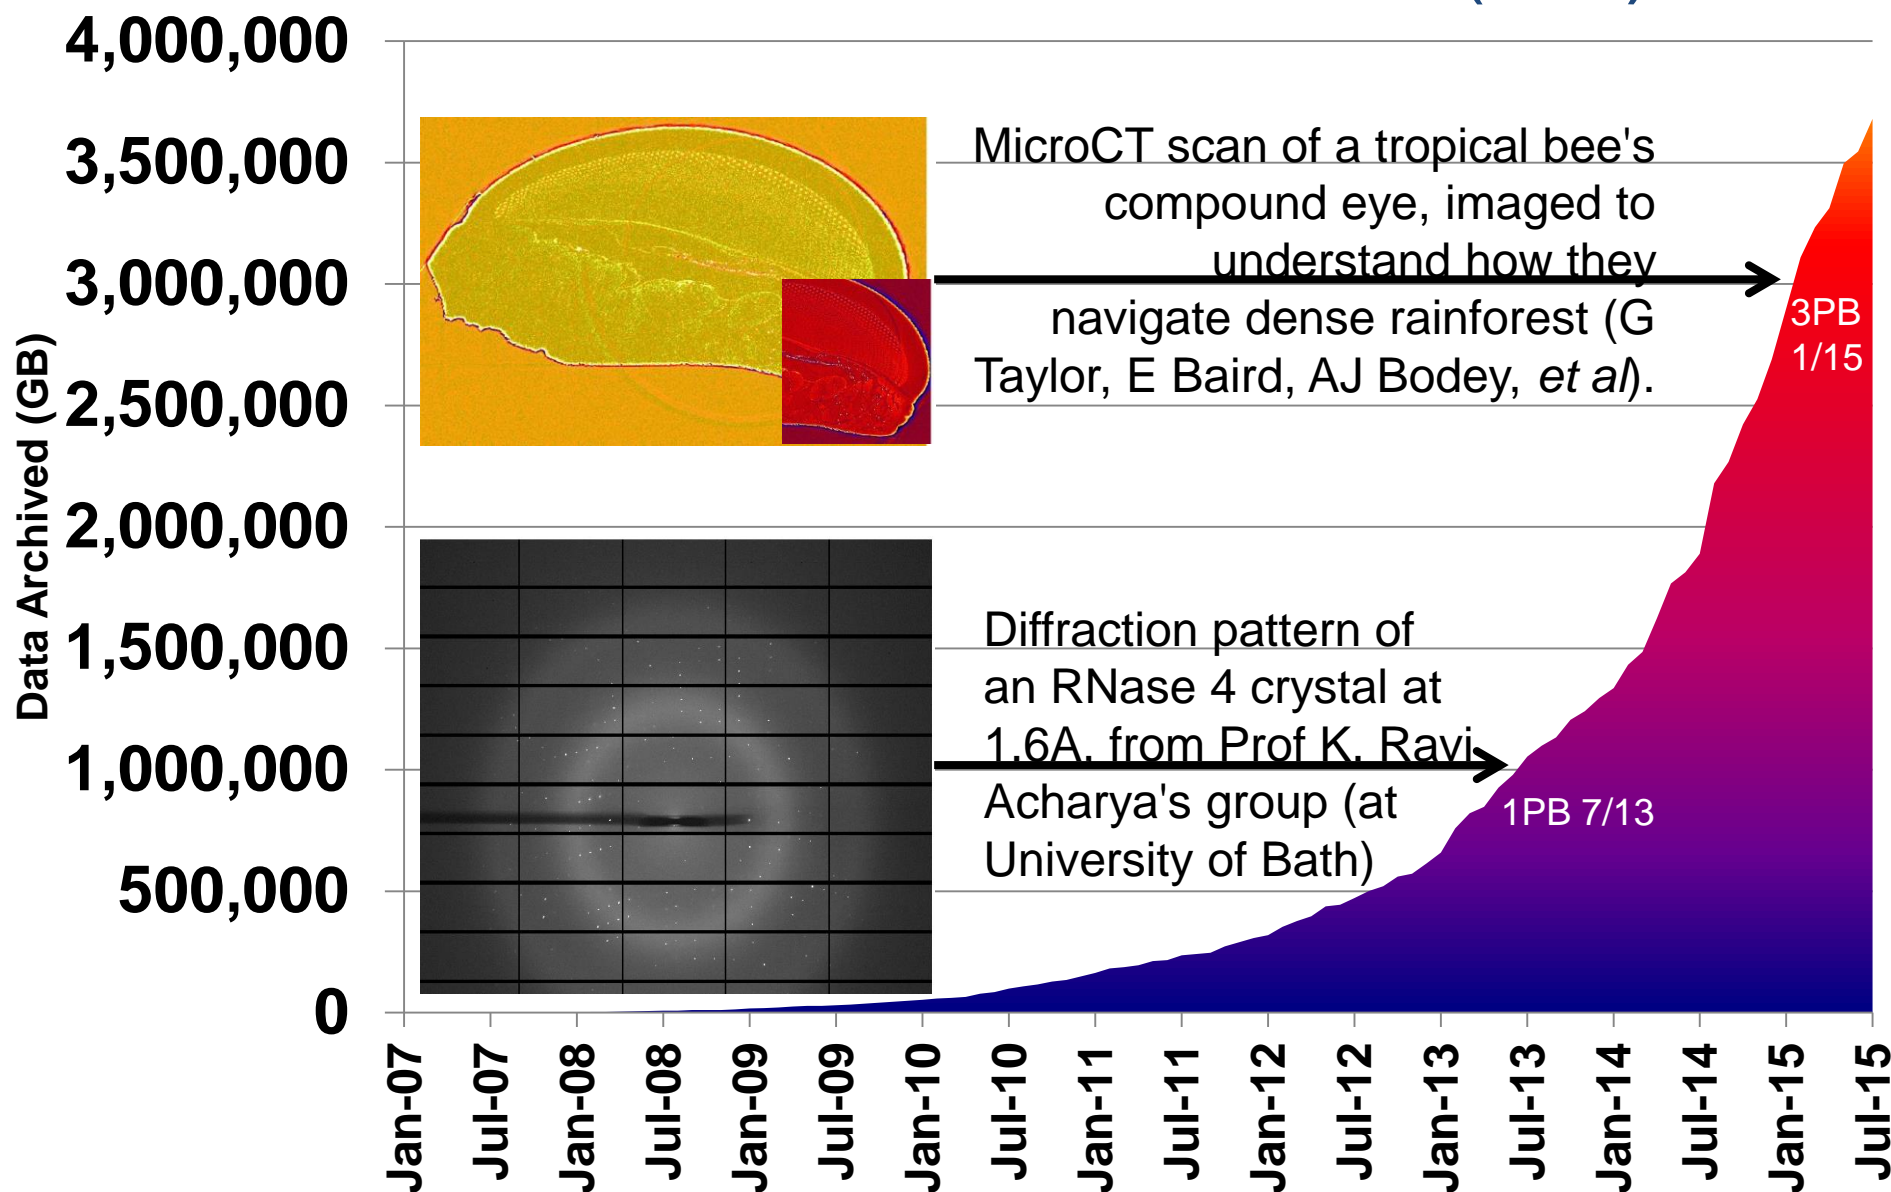 4,000,000
3,500,000
3,000,000
2,500,000
2,000,000
1,500,000
1,000,000
500,000
0
Data Archived (GB)
MicroCT scan of a tropical bee's
compound eye, imaged to
understand how they
navigate dense rainforest (G
Taylor, E Baird, AJ Bodey, et al).
3PB
1/15
Diffraction pattern of
an RNase 4 crystal at
1.6A, from Prof K. Ravi
Acharya's group (at
University of Bath)
1PB 7/13
Jan-07
Jul-07
Jan-08
Jul-08
Jan-09
Jul-09
Jan-10
Jul-10
Jan-11
Jul-11
Jan-12
Jul-12
Jan-13
Jul-13
Jan-14
Jul-14
Jan-15
Jul-15